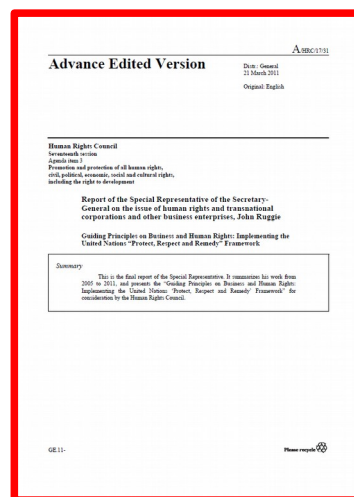 A/HRC/17/31
Advance Edited Version
Distr.: General
21 March 2011
Original: English
Human Rights Council
Seventeenth session
Agenda item 3
Promotion and protection of all human rights,
civil, political, economic, social and cultural rights,
including the right to development
Report of the Special Representative of the Secretary-
General on the issue of human rights and transnational
corporations and other business enterprises, John Ruggie
Guiding Principles on Business and Human Rights: Implementing the
United Nations “Protect, Respect and Remedy” Framework
Summary
This is the final report of the Special Representative. It summarizes his work from
2005 to 2011, and presents the “Guiding Principles on Business and Human Rights:
Implementing the United Nations ‘Protect, Respect and Remedy’ Framework” for
consideration by the Human Rights Council.
GE.11-
Please recycle